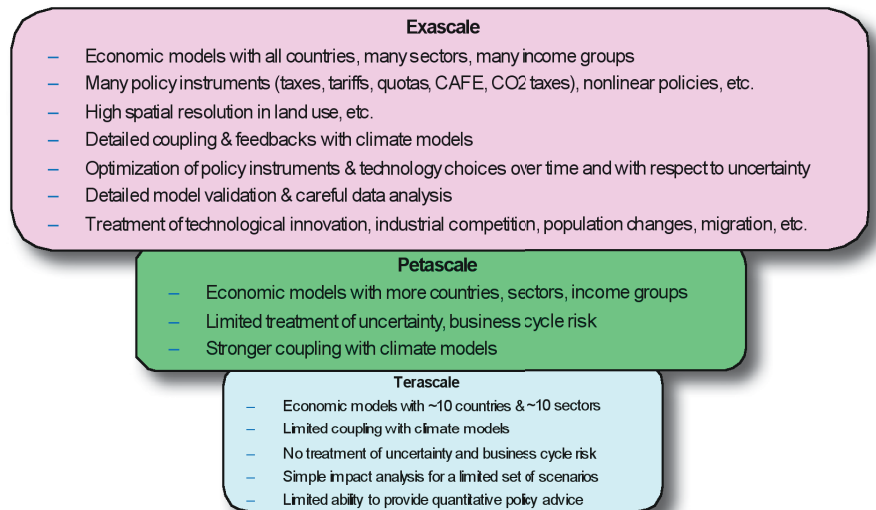 Exascale
– Economic models with all countries, many sectors, many income groups
– Many policy instruments (taxes, tariffs, quotas, CAFE, CO2 taxes), nonlinear policies, etc.
– High spatial resolution in land use, etc.
– Detailed coupling & feedbacks with climate models
– Optimization of policy instruments & technology choices over time and with respect to uncertainty
– Detailed model validation & careful data analysis
– Treatment of technological innovation, industrial competition, population changes, migration, etc.
Petascale
– Economic models with more countries, sectors, income groups
– Limited treatment of uncertainty, business cycle risk
– Stronger coupling with climate models
Terascale
– Economic models with ~10 countries & ~10 sectors
– Limited coupling with climate models
– No treatment of uncertainty and business cycle risk
– Simple impact analysis for a limited set of scenarios
– Limited ability to provide quantitative policy advice